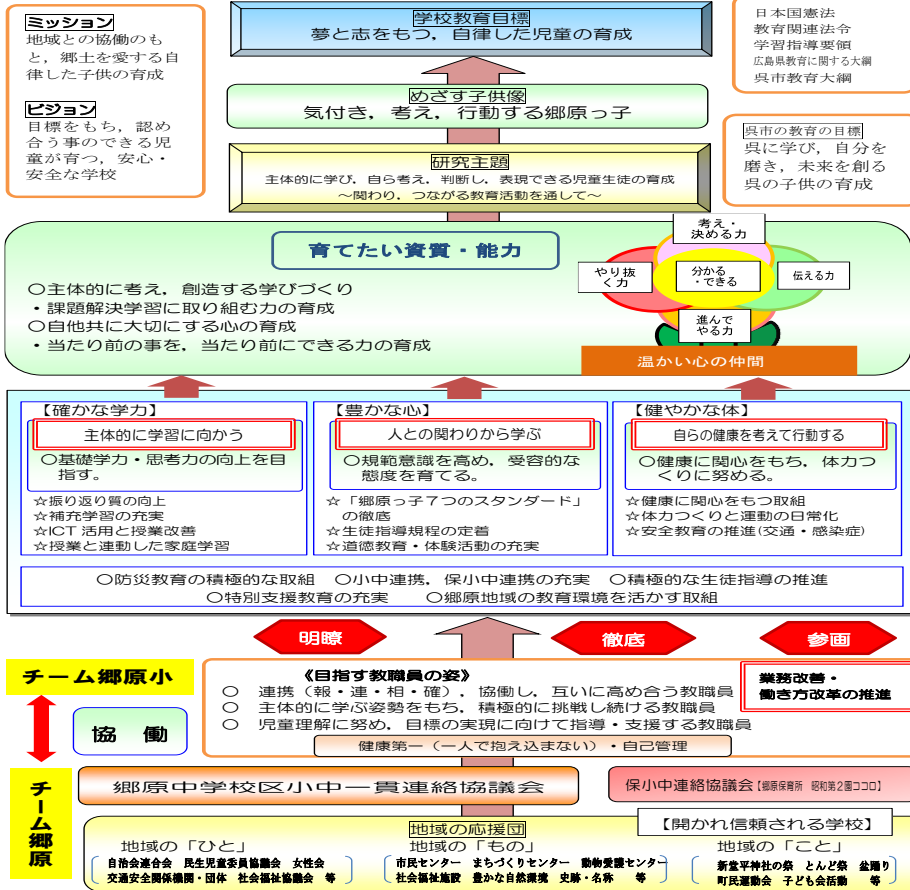 ミッション
地域との協働のも
と，郷土を愛する自
律した子供の育成
ビジョン
目標をもち，認め
合う事のできる児
童が育つ，安心・
安全な学校
学校教育目標
夢と志をもつ，自律した児童の育成
日本国憲法
教育関連法令
学習指導要領
広島県教育に関する大綱
呉市教育大綱
めざす子供像
気付き，考え，行動する郷原っ子
呉市の教育の目標
呉に学び，自分を
磨き，未来を創る
呉の子供の育成
研究主題
主体的に学び，自ら考え，判断し，表現できる児童生徒の育成
～関わり，つながる教育活動を通して～
育てたい資質・能力
○主体的に考え，創造する学びづくり
・課題解決学習に取り組む力の育成
○自他共に大切にする心の育成
・当たり前の事を，当たり前にできる力の育成
考え・
決める力
やり抜
く力
分かる
・できる
伝える力
進んで
やる力
温かい心の仲間
【確かな学力】
主体的に学習に向かう
○基礎学力・思考力の向上を目
指す。
☆振り返り質の向上
☆補充学習の充実
☆ICT 活用と授業改善
☆授業と連動した家庭学習
【豊かな心】
人との関わりから学ぶ
○規範意識を高め，受容的な
態度を育てる。
☆「郷原っ子７つのスタンダード」
の徹底
☆生徒指導規程の定着
☆道徳教育・体験活動の充実
【健やかな体】
自らの健康を考えて行動する
○健康に関心をもち，体力つ
くりに努める。
☆健康に関心をもつ取組
☆体力つくりと運動の日常化
☆安全教育の推進(交通・感染症)
○防災教育の積極的な取組　○小中連携，保小中連携の充実　○積極的な生徒指導の推進
○特別支援教育の充実　○郷原地域の教育環境を活かす取組
明瞭
徹底
参画
チーム郷原小
協　働
チーム郷原
《目指す教職員の姿》
○　連携（報・連・相・確），協働し，互いに高め合う教職員
○　主体的に学ぶ姿勢をもち，積極的に挑戦し続ける教職員
○　児童理解に努め，目標の実現に向けて指導・支援する教職員
健康第一（一人で抱え込まない）・自己管理
業務改善・
働き方改革の推進
郷原中学校区小中一貫連絡協議会
保小中連絡協議会【郷原保育所　昭和第２園ココロ】
地域の応援団
【開かれ信頼される学校】
地域の「ひと」
自治会連合会　民生児童委員協議会　女性会
交通安全関係機関・団体　社会福祉協議会　等
地域の「もの」
市民センター　まちづくりセンター　動物愛護センター
社会福祉施設　豊かな自然環境　史跡・名称　等
地域の「こと」
新宮平神社の祭　とんど祭　盆踊り
町民運動会　子ども会活動　等